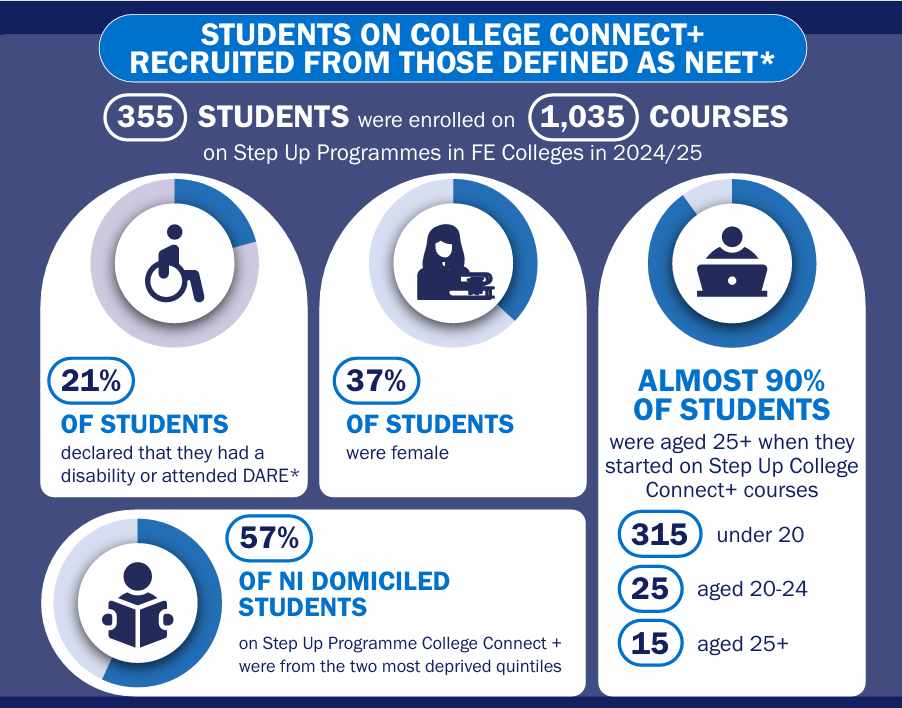 STUDENTS ON COLLEGE CONNECT+
RECRUITED FROM THOSE DEFINED AS NEET*
355 STUDENTS were enrolled on 1,035 COURSES
on Step Up Programmes in FE Colleges in 2024/25
21%
OF STUDENTS
declared that they had a
disability or attended DARE*
37%
OF STUDENTS
were female
ALMOST 90%
OF STUDENTS
were aged 25+ when they
started on Step Up College
Connect+ courses
315 under 20
25 aged 20-24
15 aged 25+
57%
OF NI DOMICILED
STUDENTS
on Step Up Programme College Connect +
were from the two most deprived quintiles